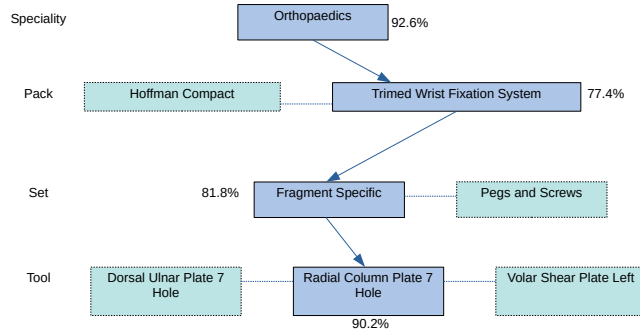 Speciality
Orthopaedics
92.6%
Pack
Hoffman Compact
Trimed Wrist Fixation System
77.4%
Set
81.8%
Fragment Specific
Pegs and Screws
Tool
Dorsal Ulnar Plate 7
Hole
Radial Column Plate 7
Hole
Volar Shear Plate Left
90.2%